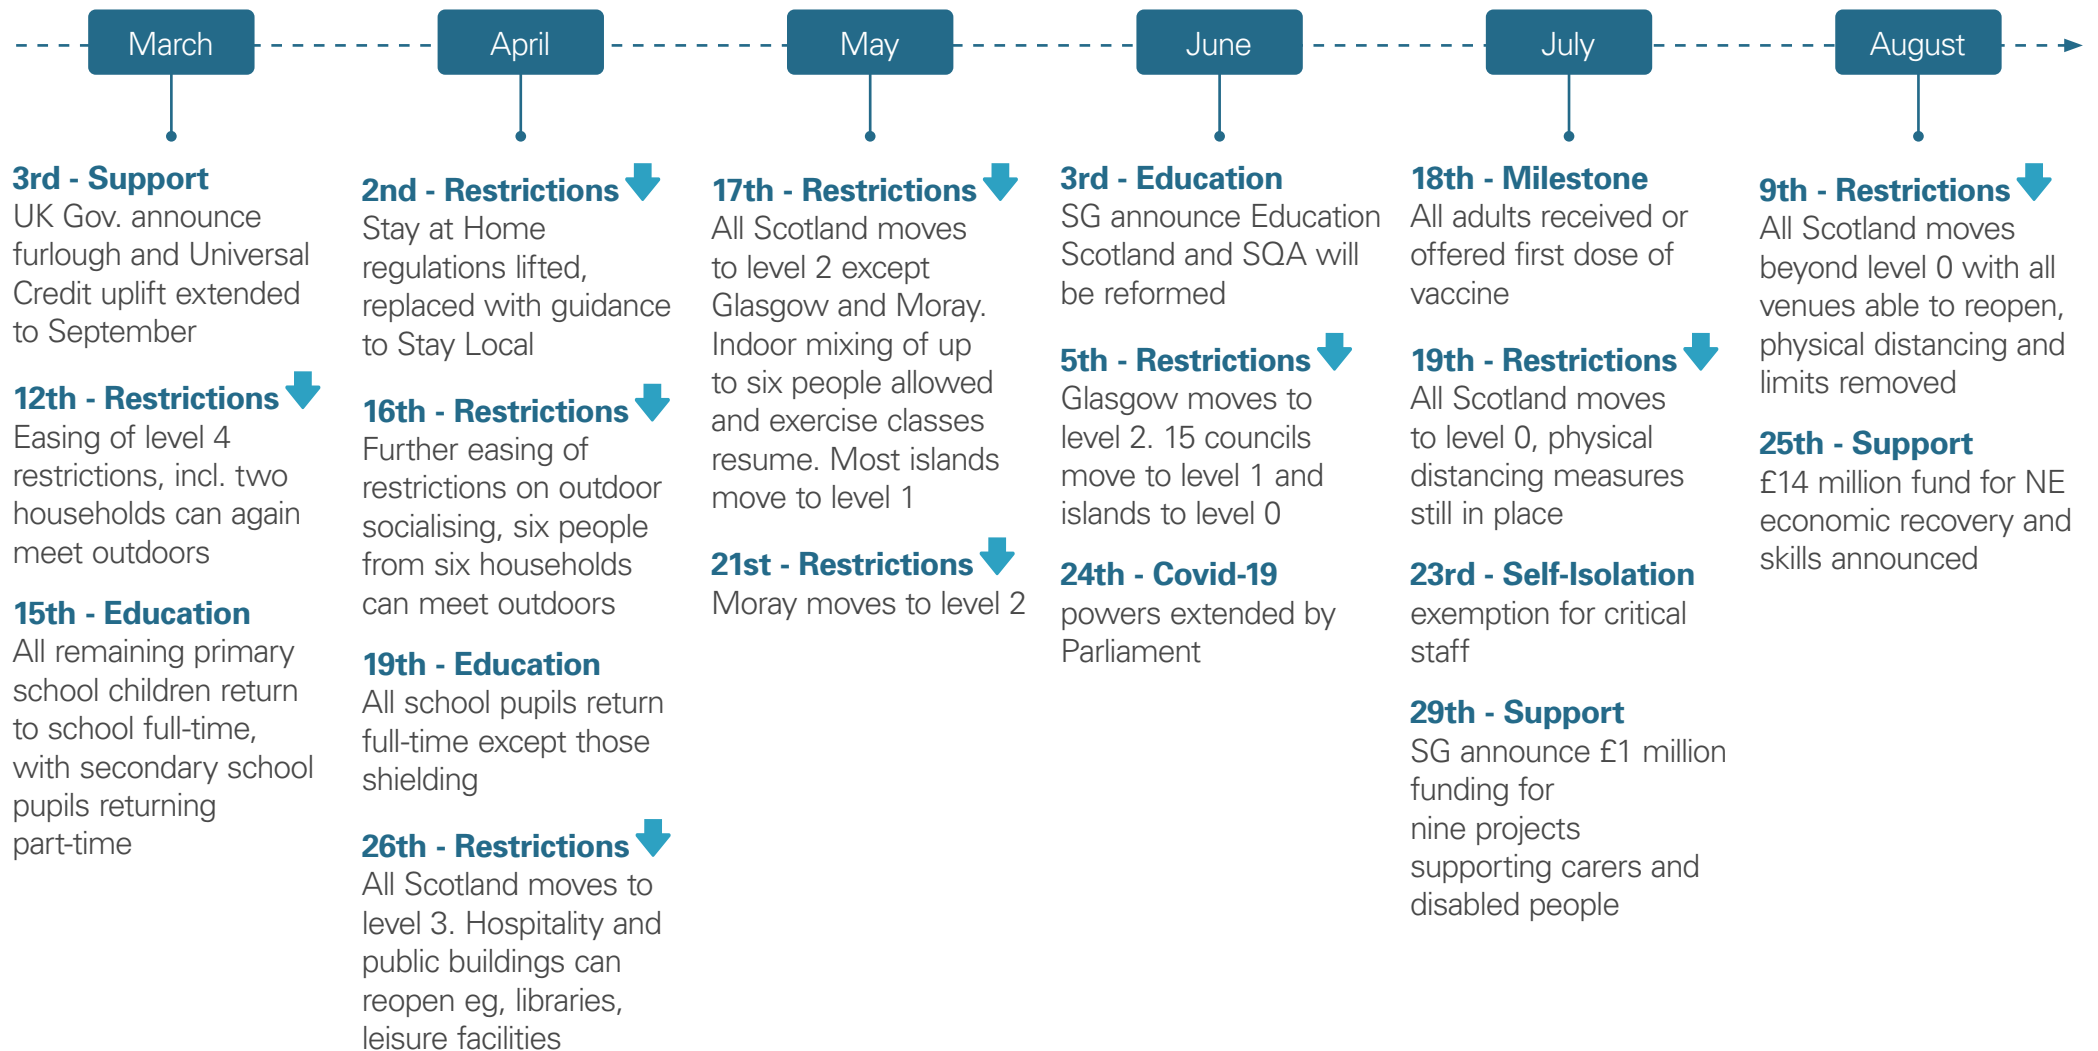 March
April
May
June
July
August
3rd - Support
UK Gov. announce
furlough and Universal
Credit uplift extended
to September
12th - Restrictions
Easing of level 4
restrictions, incl. two
households can again
meet outdoors
15th - Education
All remaining primary
school children return
to school full-time,
with secondary school
pupils returning
part-time
2nd - Restrictions
Stay at Home
regulations lifted,
replaced with guidance
to Stay Local
16th - Restrictions
Further easing of
restrictions on outdoor
socialising, six people
from six households
can meet outdoors
19th - Education
All school pupils return
full-time except those
shielding
26th - Restrictions
All Scotland moves to
level 3. Hospitality and
public buildings can
reopen eg, libraries,
leisure facilities
17th - Restrictions
All Scotland moves
to level 2 except
Glasgow and Moray.
Indoor mixing of up
to six people allowed
and exercise classes
resume. Most islands
move to level 1
21st - Restrictions
Moray moves to level 2
3rd - Education
SG announce Education
Scotland and SQA will
be reformed
5th - Restrictions
Glasgow moves to
level 2. 15 councils
move to level 1 and
islands to level 0
24th - Covid-19
powers extended by
Parliament
18th - Milestone
All adults received or
offered first dose of
vaccine
19th - Restrictions
All Scotland moves
to level 0, physical
distancing measures
still in place
23rd - Self-Isolation
exemption for critical
staff
29th - Support
SG announce £1 million
funding for
nine projects
supporting carers and
disabled people
9th - Restrictions
All Scotland moves
beyond level 0 with all
venues able to reopen,
physical distancing and
limits removed
25th - Support
£14 million fund for NE
economic recovery and
skills announced